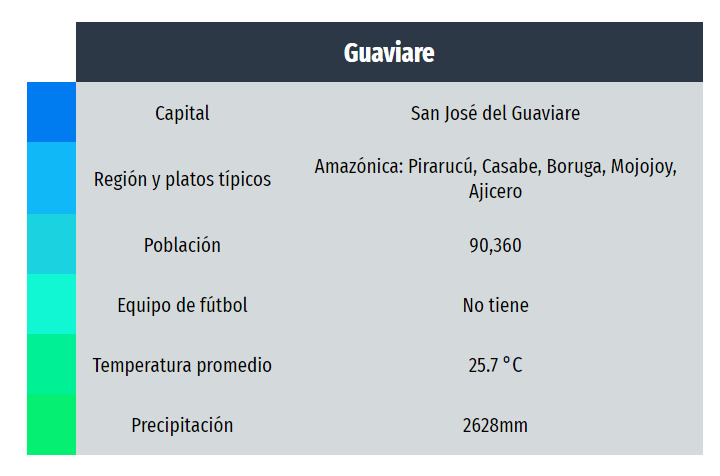 Guaviare
Capital
San José del Guaviare
Región y platos típicos
Amazónica: Pirarucú, Casabe, Boruga, Mojojoy,
Ajicero
Población
90,360
Equipo de fútbol
No tiene
Temperatura promedio
25.7 °C
Precipitación
2628mm